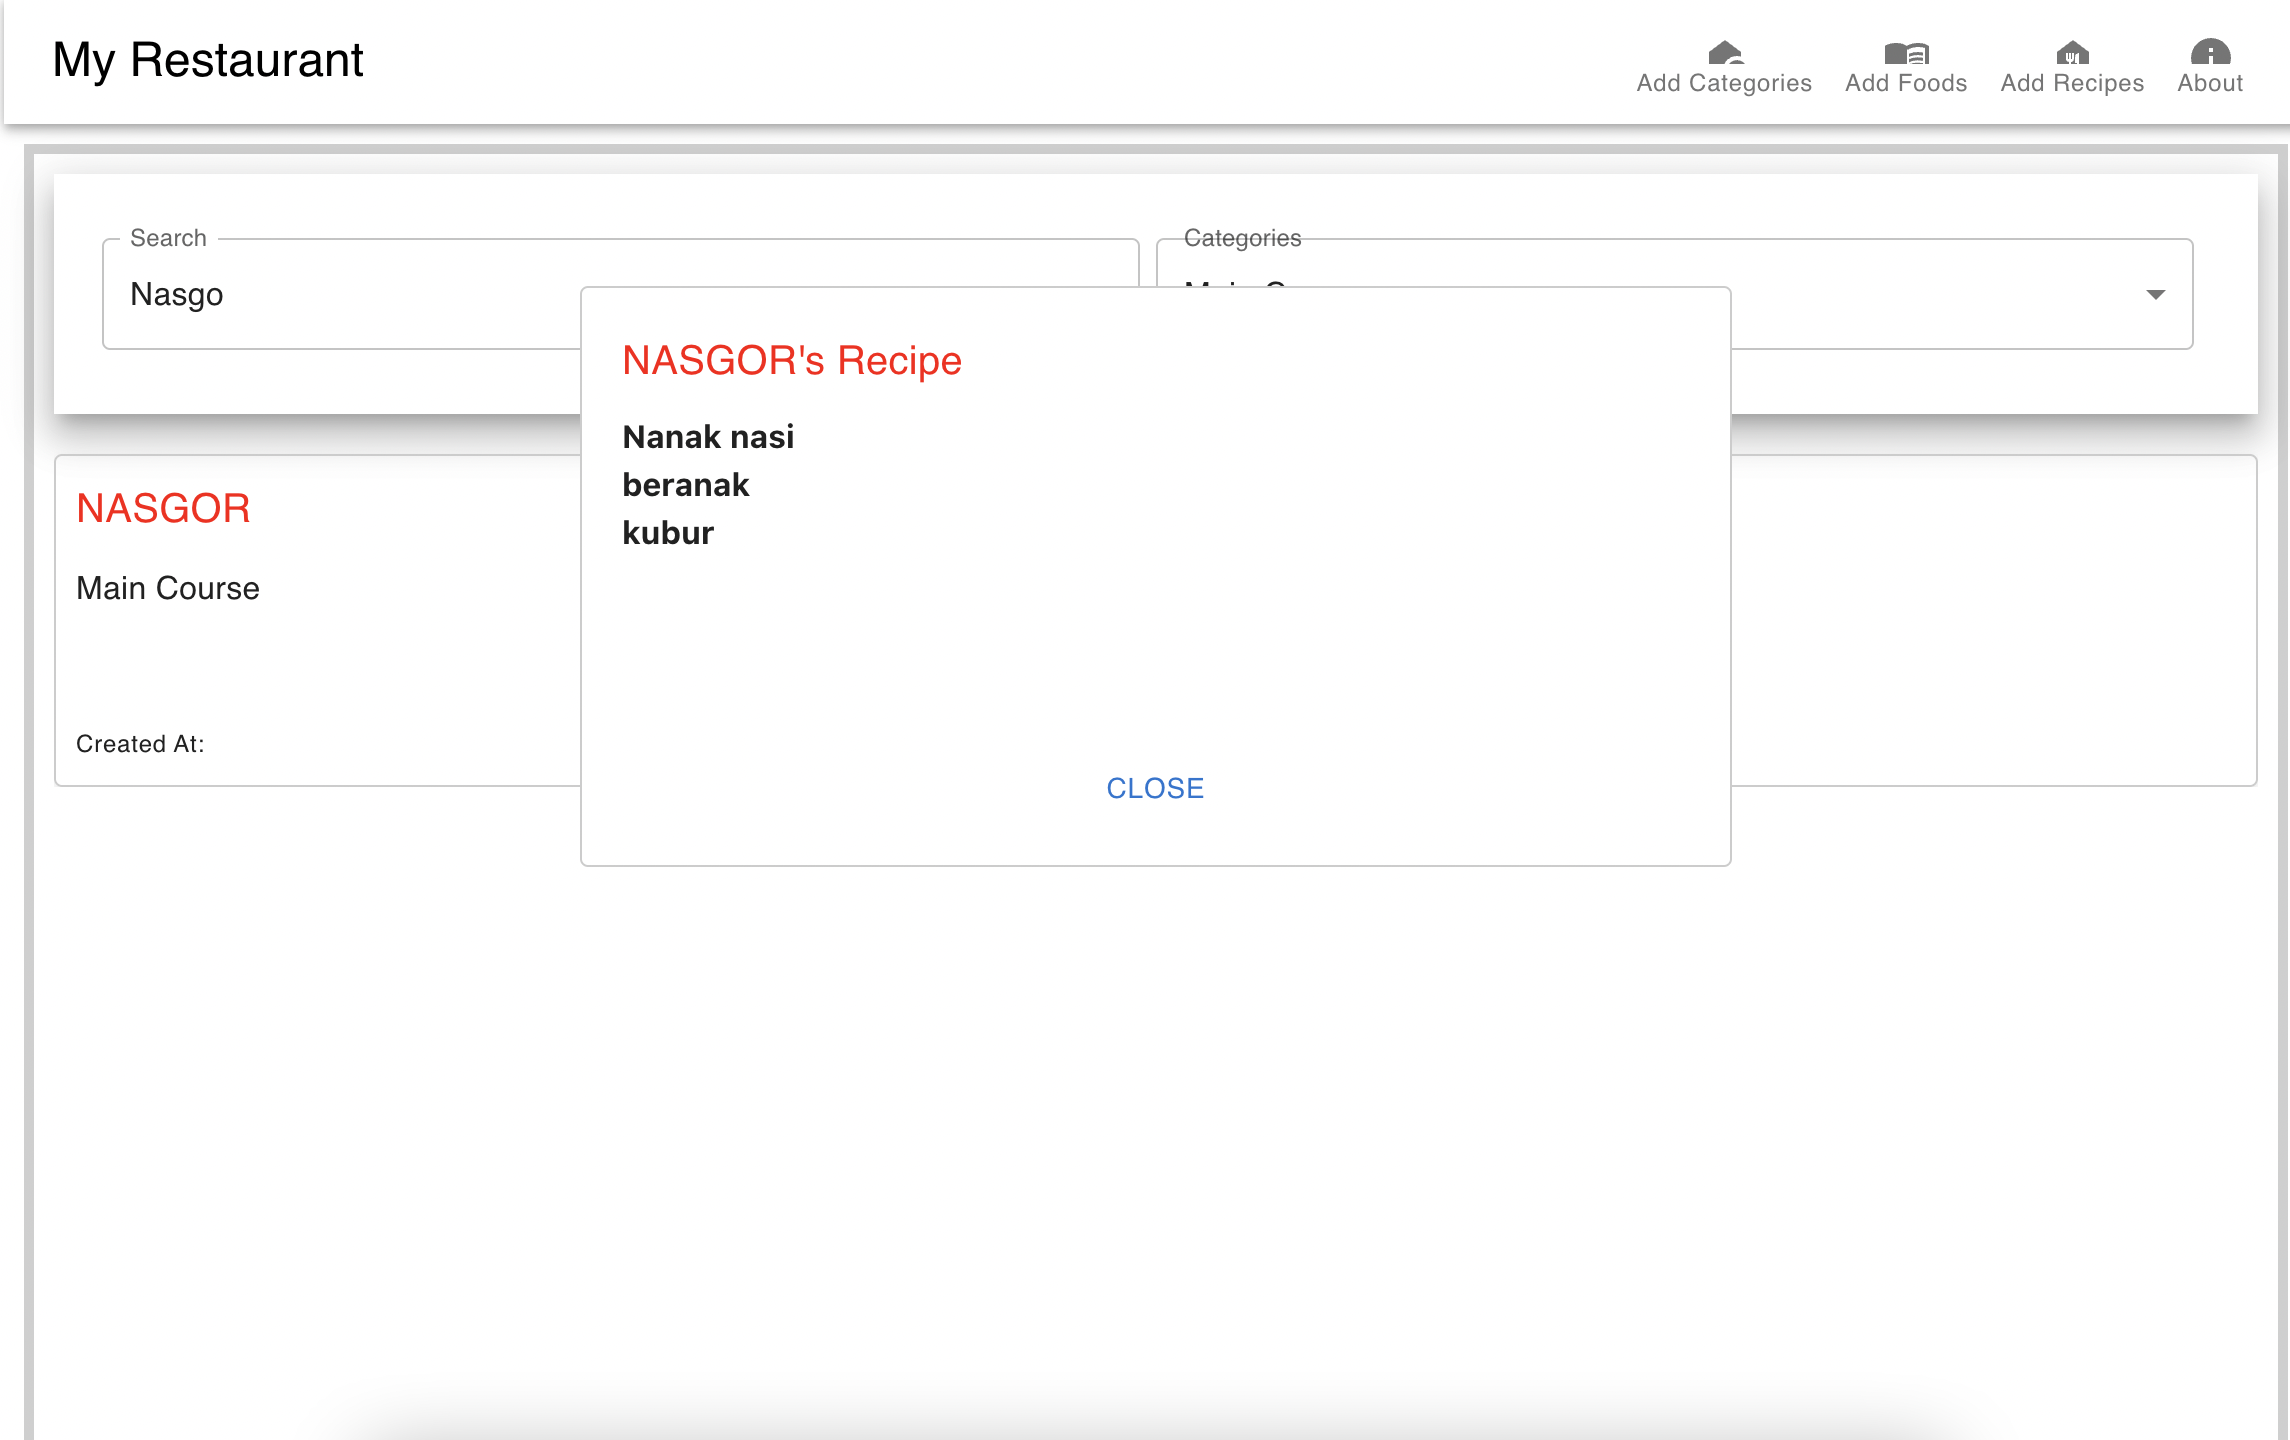 My Restaurant
Add Categories
Add Foods
Add Recipes
About
Search
Nasgo
Categories
NASGOR's Recipe
Nanak nasi
beranak
kubur
CLOSE
NASGOR
Main Course
Created At: